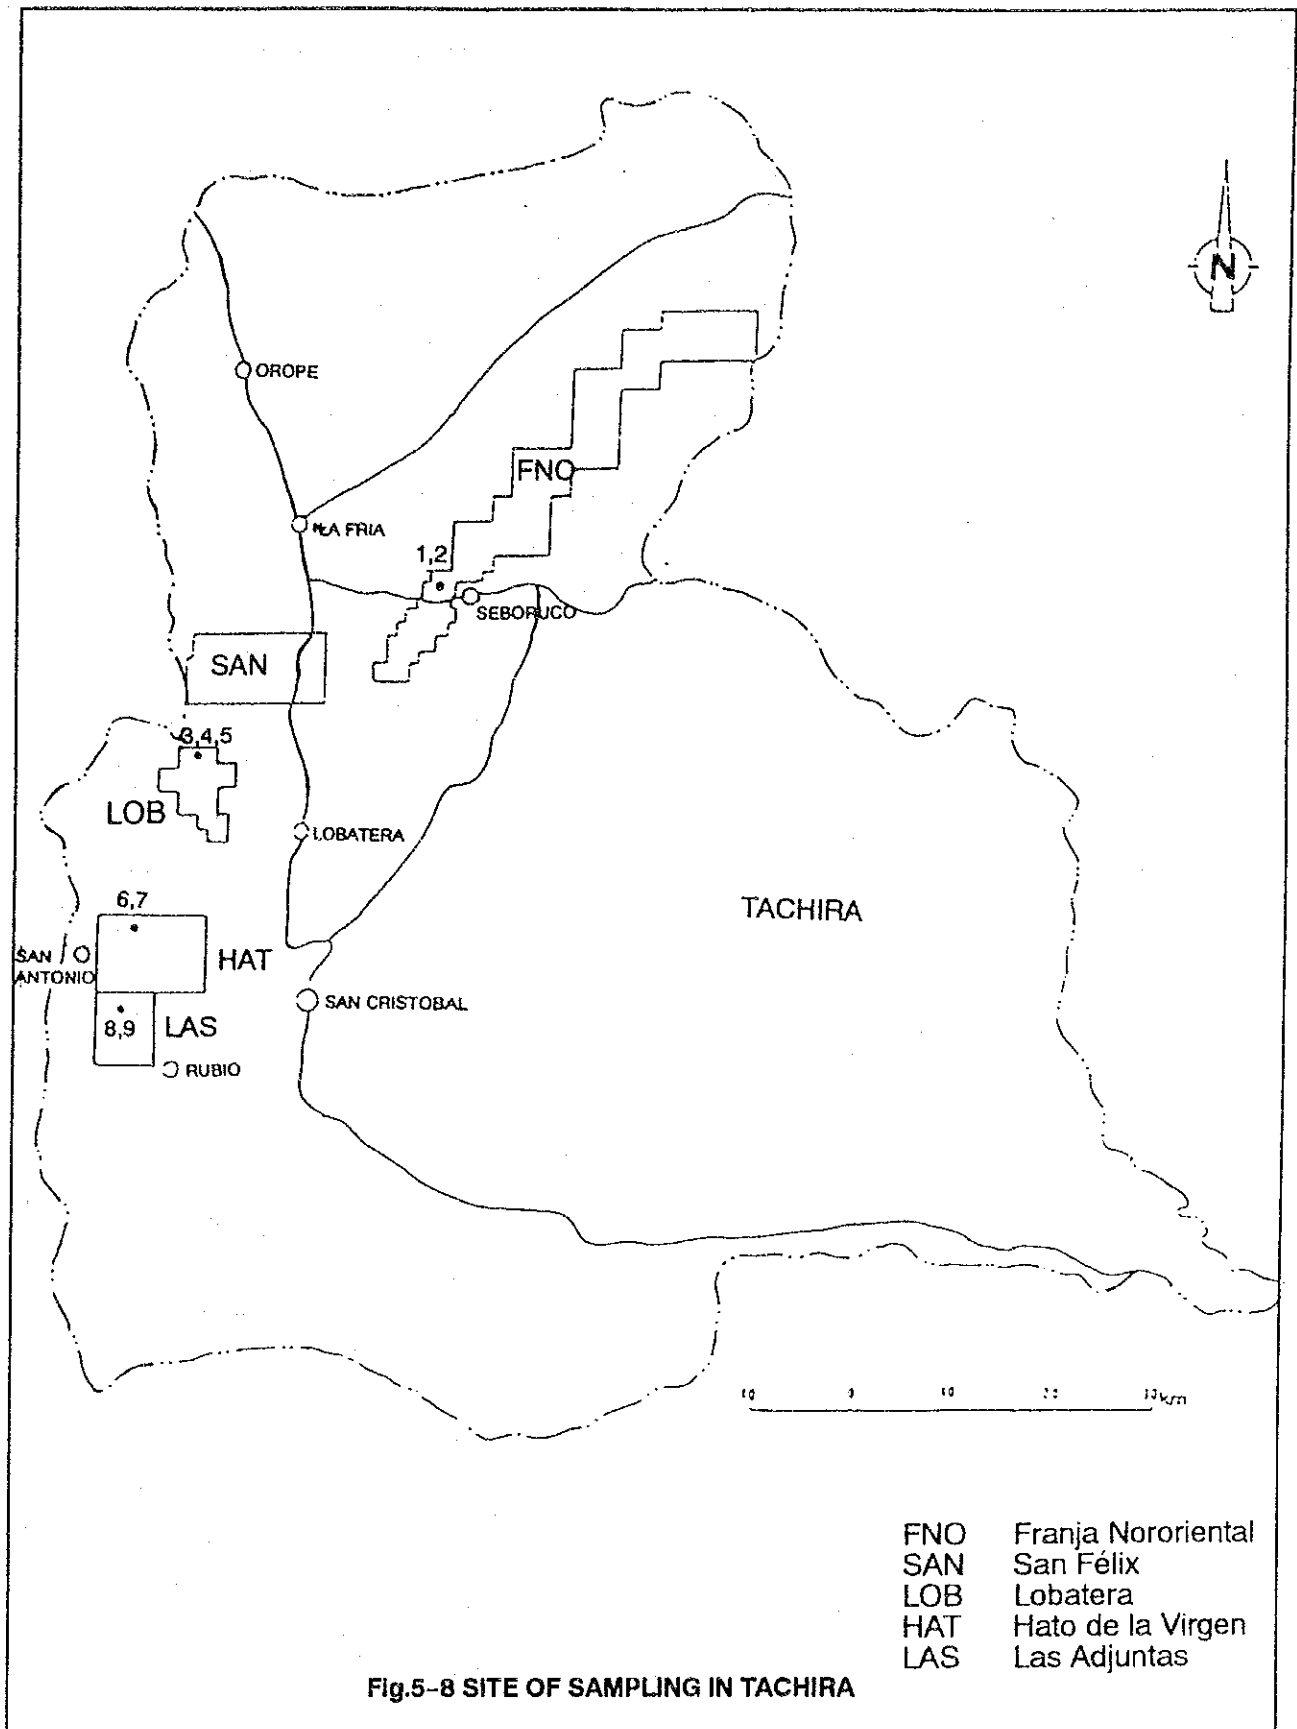 N
OROPE
LA FRIA
FNO
1,2
SEBORUCO
SAN
3,4,5
LOB
LOBATERA
6,7
TACHIRA
SAN
ANTONIO
HAT
SAN CRISTOBAL
8,9
LAS
RUBIO
10 0 10 km
FNO Franja Nororiental
SAN San Félix
LOB Lobatera
HAT Hato de la Virgen
LAS Las Adjuntas
Fig.5-8 SITE OF SAMPLING IN TACHIRA